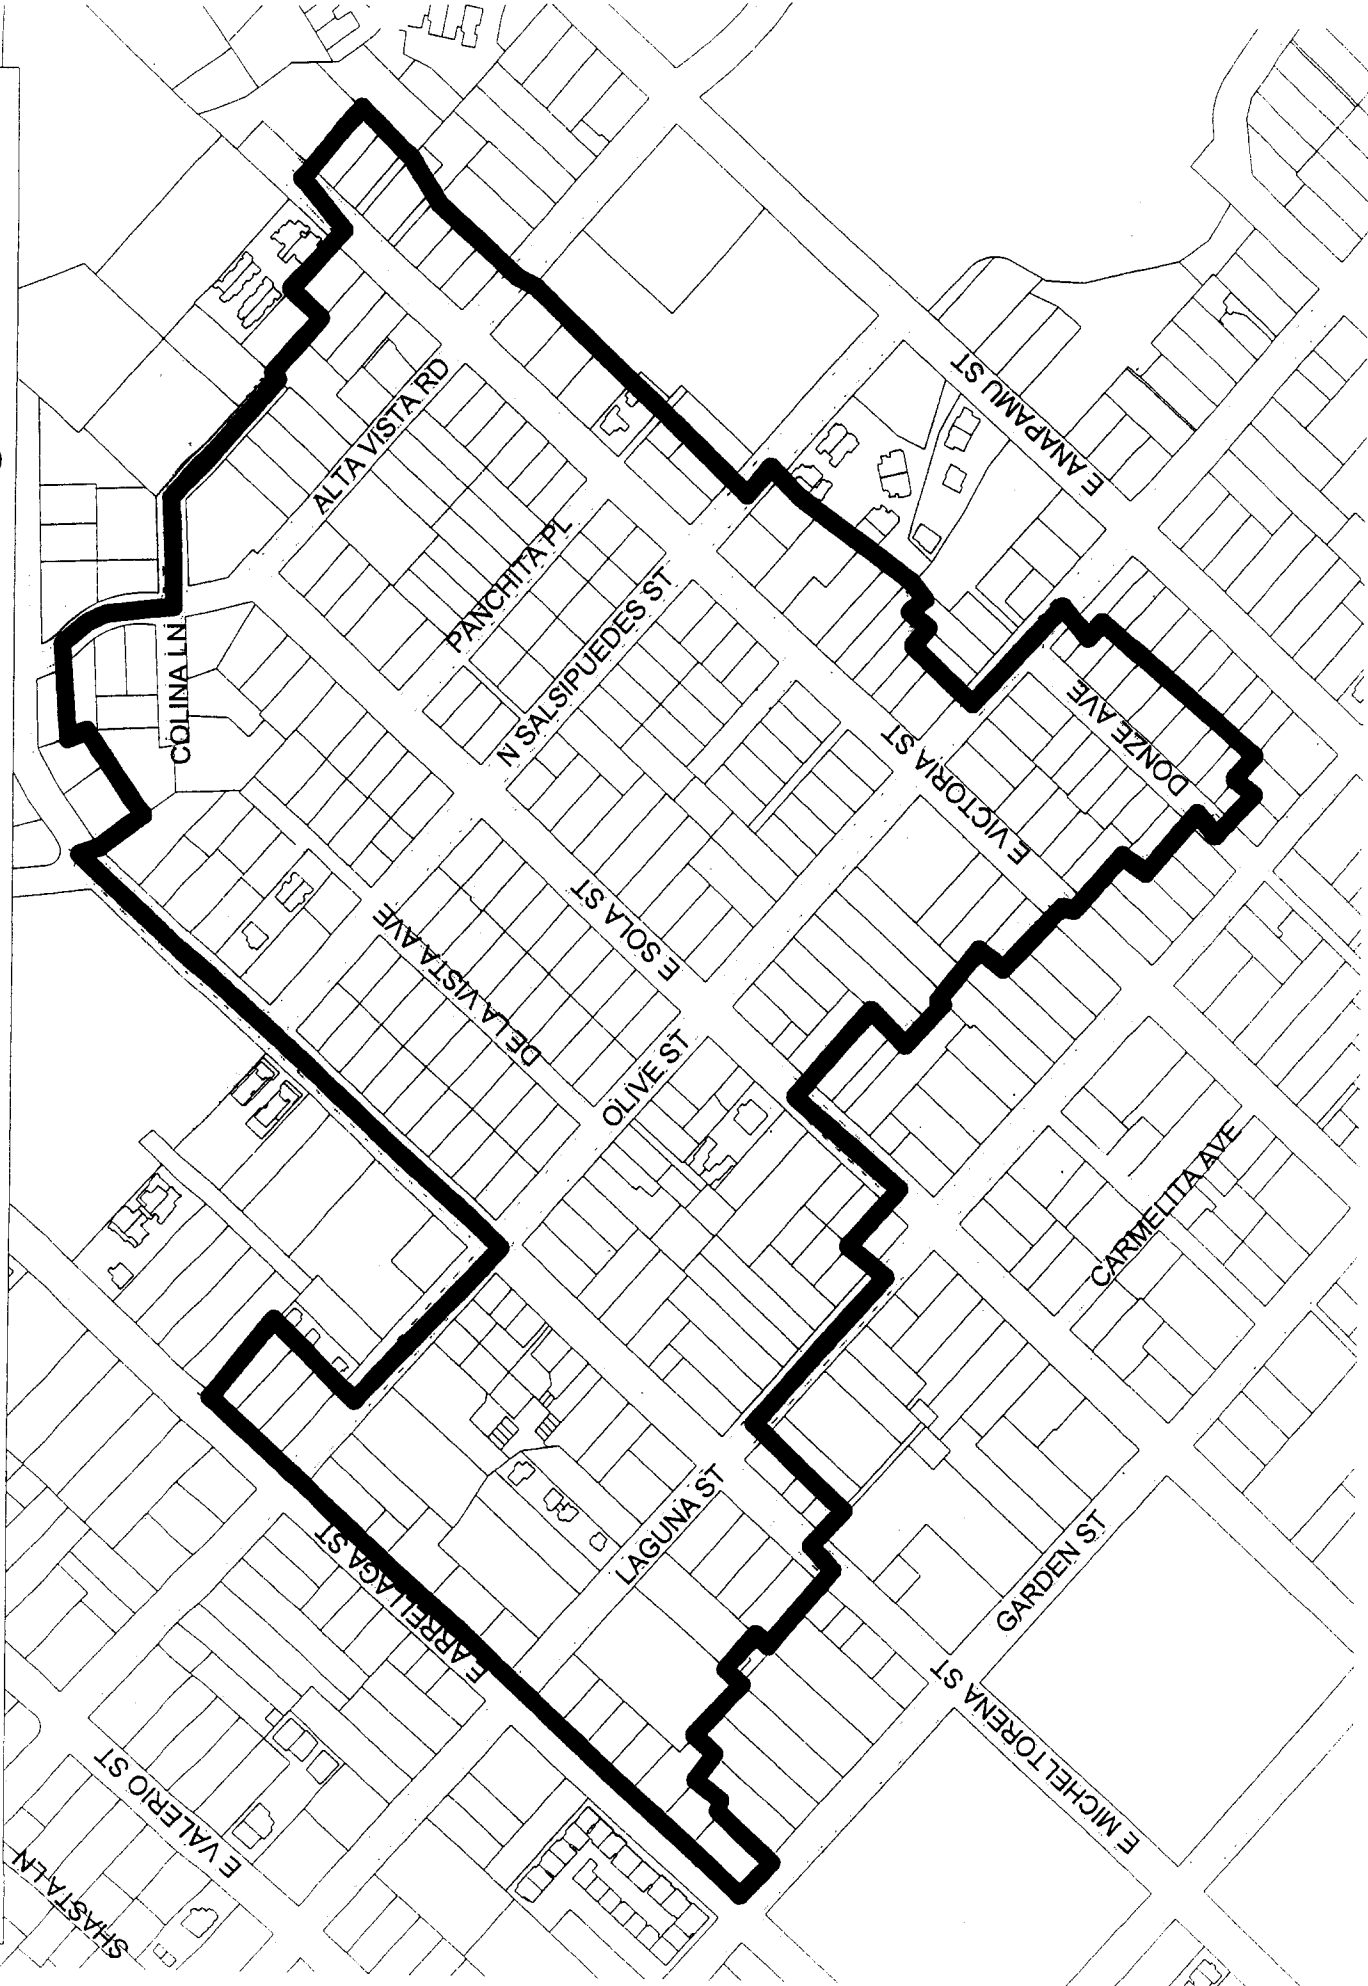 E ANAPAMU ST
ALTA VISTA RD
PANCHITA PL
N SALSIPUEDES ST
COLINA LN
DONZE AVE
E VICTORIA ST
E SOLA ST
DE LA VISTA AVE
OLIVE ST
CARMELITA AVE
LAGUNA ST
E ARRELLAGA ST
GARDEN ST
E MICHELTORENA ST
E VALERIO ST
SHASTA LN